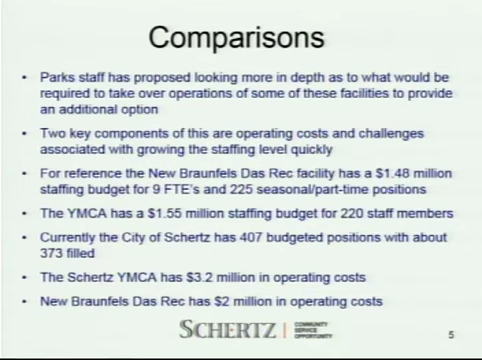 Comparisons
• Parks staff has proposed looking more in depth as to what would be
required to take over operations of some of these facilities to provide
an additional option
• Two key components of this are operating costs and challenges
associated with growing the staffing level quickly
• For reference the New Braunfels Das Rec facility has a $1.48 million
staffing budget for 9 FTE's and 225 seasonal/part-time positions
• The YMCA has a $1.55 million staffing budget for 220 staff members
• Currently the City of Schertz has 407 budgeted positions with about
373 filled
• The Schertz YMCA has $3.2 million in operating costs
• New Braunfels Das Rec has $2 million in operating costs
SCHERTZ
COMMUNITY
SERVICE
OPPORTUNITY
5